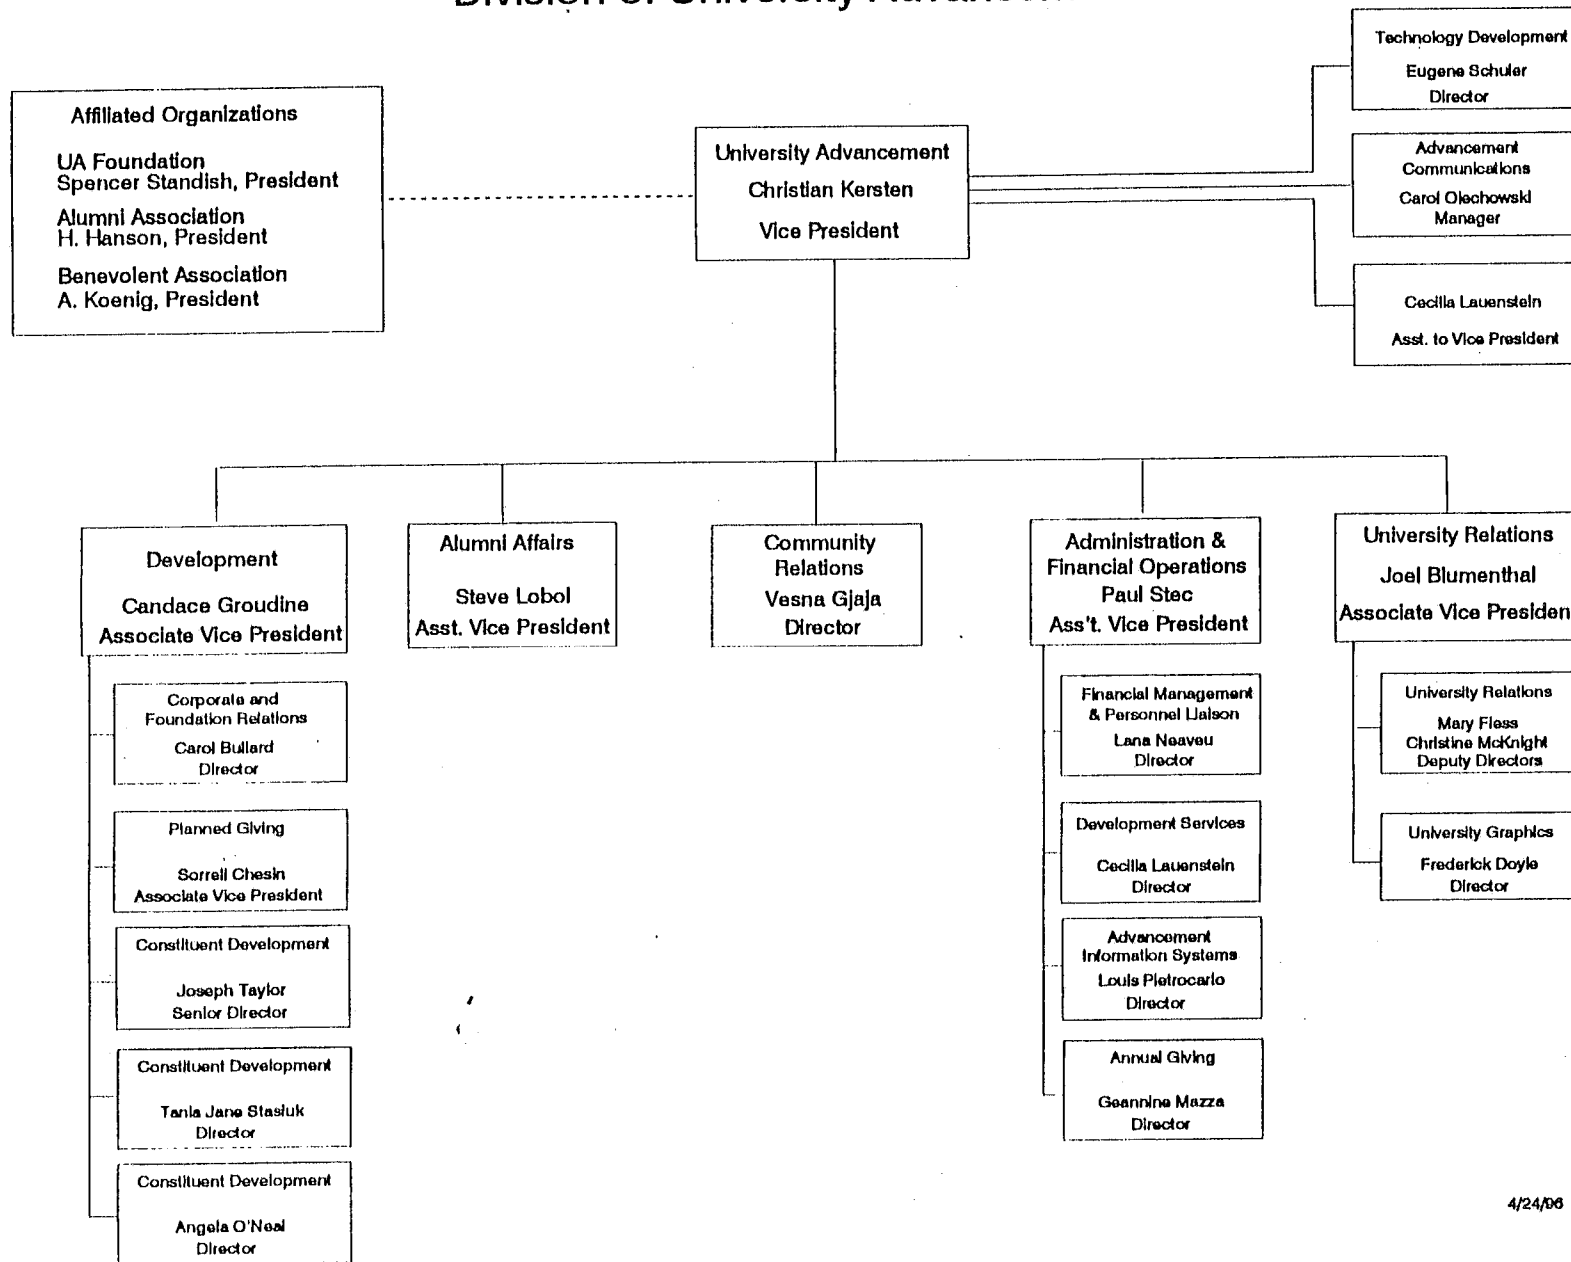 Division of University
Affiliated Organizations
UA Foundation
Spencer Standish, President
Alumni Association
H. Hanson, President
Benevolent Association
A. Koenig, President
University Advancement
Christian Kersten
Vice President
Technology Development
Eugene Schuler
Director
Advancement
Communications
Carol Olechowski
Manager
Cecilia Lauenstein
Asst. to Vice President
Development
Candace Groudine
Associate Vice President
Corporate and
Foundation Relations
Carol Bullard
Director
Planned Giving
Sorrell Chesin
Associate Vice President
Constituent Development
Joseph Taylor
Senior Director
Constituent Development
Tania Jane Stasiuk
Director
Constituent Development
Angela O'Neal
Director
Alumni Affairs
Steve Lobol
Asst. Vice President
Community
Relations
Vesna Gjaja
Director
Administration &
Financial Operations
Paul Stec
Ass't. Vice President
Financial Management
& Personnel Liaison
Lana Neaveu
Director
Development Services
Cecilia Lauenstein
Director
Advancement
Information Systems
Louis Pietrocarlo
Director
Annual Giving
Geannine Mazza
Director
University Relations
Joel Blumenthal
Associate Vice Presiden
University Relations
Mary Fiess
Christine McKnight
Deputy Directors
University Graphics
Frederick Doyle
Director
4/24/96